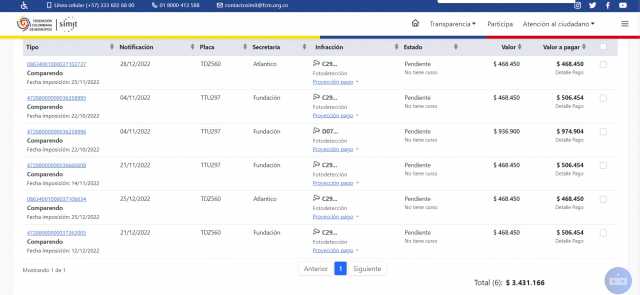 Línea celular (+57) 333 602 68 00 01 8000 413 588 contactosimit@fcm.org.co
FEDERACIÓN COLOMBIANA DE MUNICIPIOS simit Transparencia Participa Atención al ciudadano
Tipo Notificación Placa Secretaría Infracción Estado Valor Valor a pagar
28/12/2022 TDZ560 Atlantico C29... Pendiente $ 468.450 $ 468.450
Comparendo Fotodetección No tiene curso Detalle Pago
Fecha imposición: 25/11/2022 Proyección pago
04/11/2022 TTU297 Fundación C29... Pendiente $ 468.450 $ 506.454
Comparendo Fotodetección No tiene curso Detalle Pago
Fecha imposición: 22/10/2022 Proyección pago
04/11/2022 TTU297 Fundación D07... Pendiente $ 936.900 $ 974.904
Comparendo Fotodetección No tiene curso Detalle Pago
Fecha imposición: 22/10/2022 Proyección pago
21/11/2022 TTU297 Fundación C29... Pendiente $ 468.450 $ 506.454
Comparendo Fotodetección No tiene curso Detalle Pago
Fecha imposición: 14/11/2022 Proyección pago
25/12/2022 TDZ560 Atlantico C29... Pendiente $ 468.450 $ 468.450
Comparendo Fotodetección No tiene curso Detalle Pago
Fecha imposición: 25/12/2022 Proyección pago
21/12/2022 TDZ560 Fundación C29... Pendiente $ 468.450 $ 506.454
Comparendo Fotodetección No tiene curso Detalle Pago
Fecha imposición: 12/12/2022 Proyección pago
Mostrando 1 de 1 Anterior 1 Siguiente
Total (6): $ 3.431.166